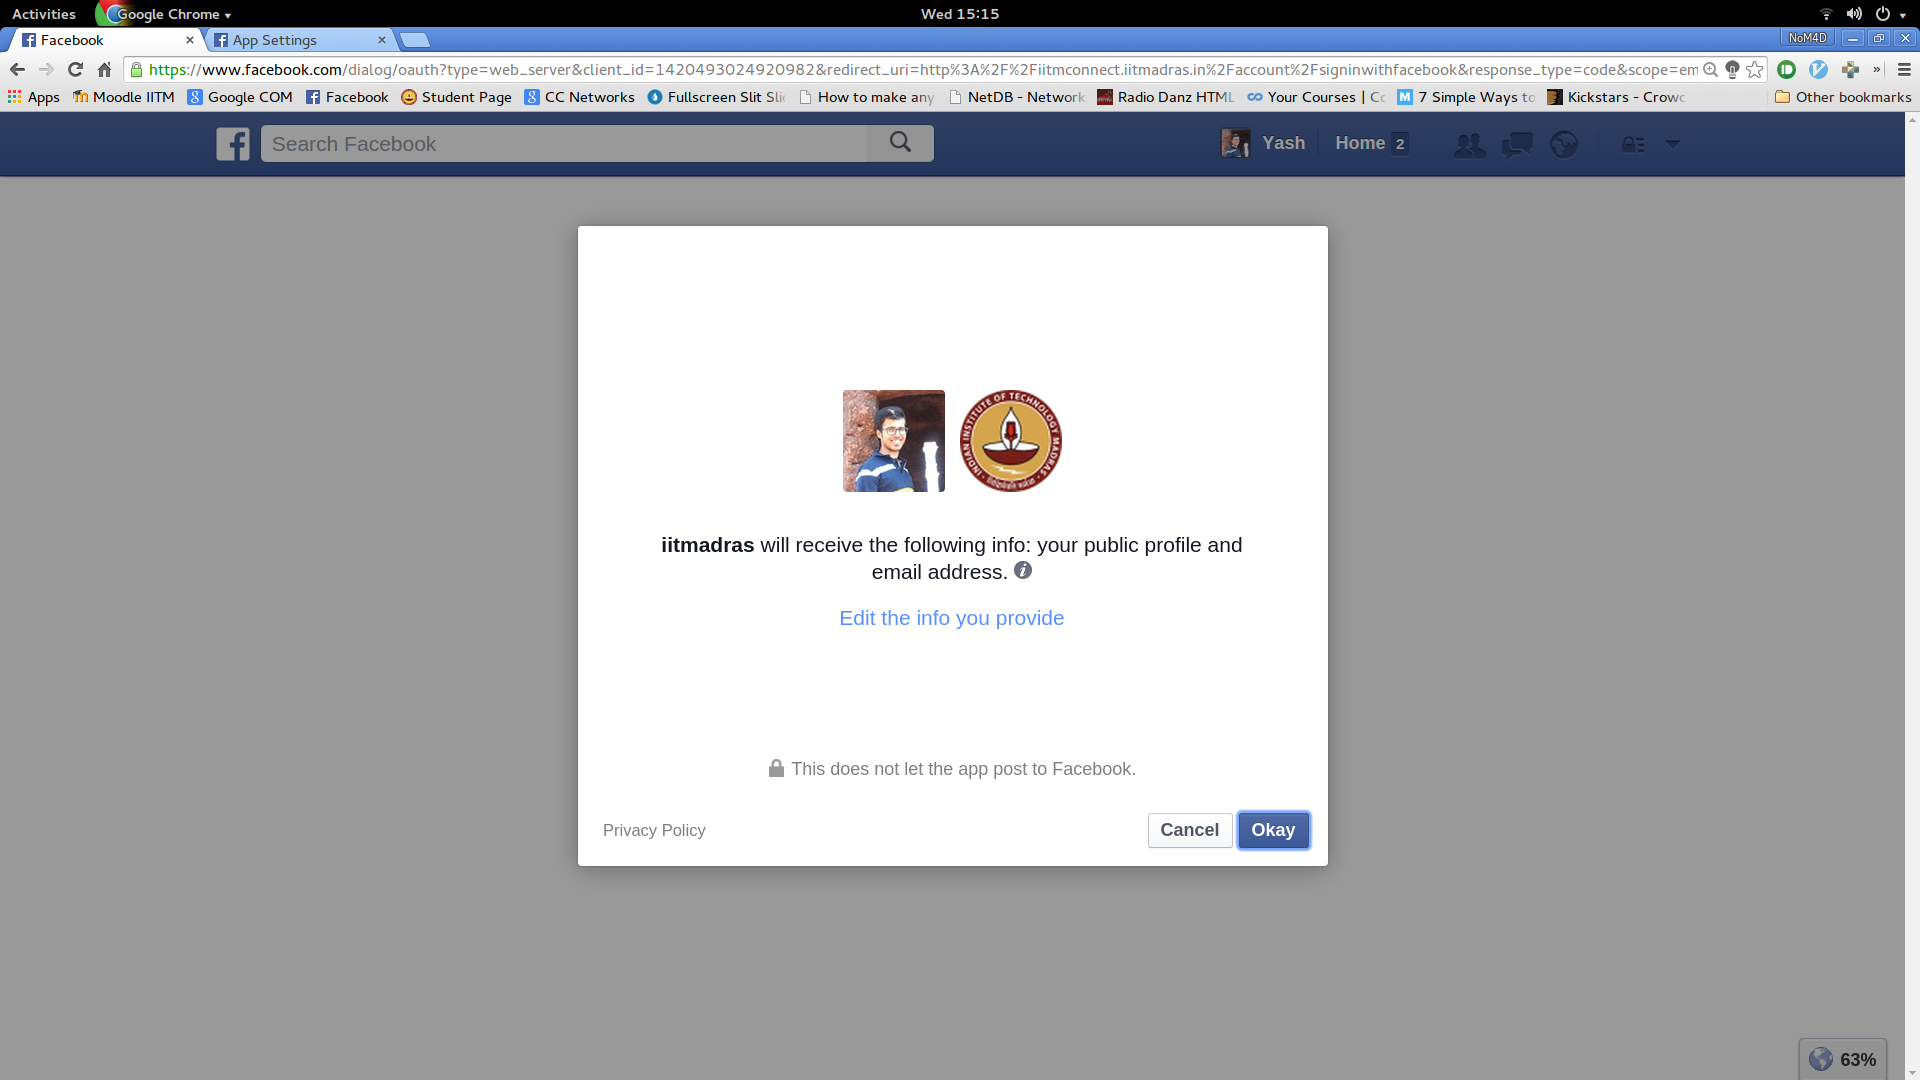 Activities
Google Chrome
Wed 15:15
Facebook
App Settings
NoM4D
https://www.facebook.com/dialog/oauth?type=web_server&client_id=1420493024920982&redirect_uri=http%3A%2F%2Fiitmconnect.iitmadras.in%2Faccount%2Fsigninwithfacebook&response_type=code&scope=em
Apps
Moodle IITM
Google COM
Facebook
Student Page
CC Networks
Fullscreen Slit Slic
How to make any
NetDB - Network
Radio Danz HTML
Your Courses | Co
7 Simple Ways to
Kickstars - Crowd
»
Other bookmarks
Search Facebook
Yash
Home 2
INDIAN INSTITUTE OF TECHNOLOGY MADRAS
iitmadras will receive the following info: your public profile and
email address.
Edit the info you provide
This does not let the app post to Facebook.
Privacy Policy
Cancel
Okay
63%